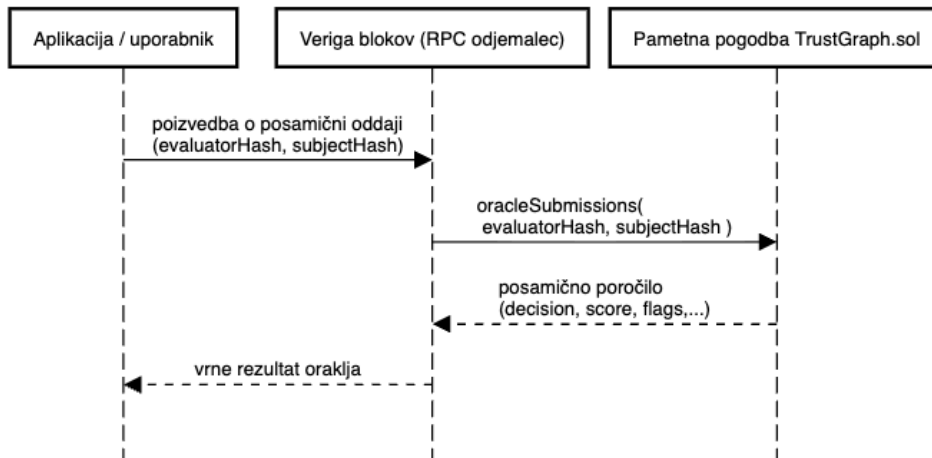 Aplikacija / uporabnik
Veriga blokov (RPC odjemalec)
Pametna pogodba TrustGraph.sol
poizvedba o posamični oddaji
(evaluatorHash, subjectHash)
oracleSubmissions(
evaluatorHash, subjectHash )
posamično poročilo
(decision, score, flags,...)
vrne rezultat oraklja